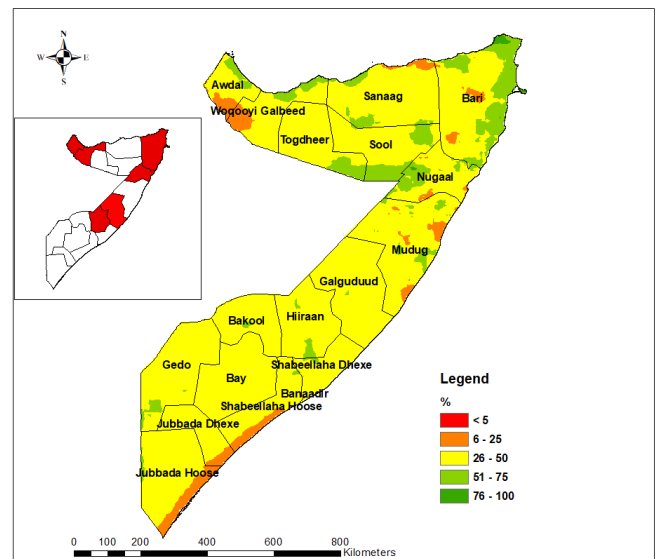 N
W E
S
Awdal
Sanaag
Bari
Woqooyi Galbeed
Togdheer
Sool
Nugaal
Mudug
Galguduud
Hiiraan
Bakool
Gedo
Shabeellaha Dhexe
Bay
Banaadir
Shabeellaha Hoose
Jubbada Dhexe
Jubbada Hoose
Legend
%
< 5
6 - 25
26 - 50
51 - 75
76 - 100
0 100 200 400 600 800
Kilometers